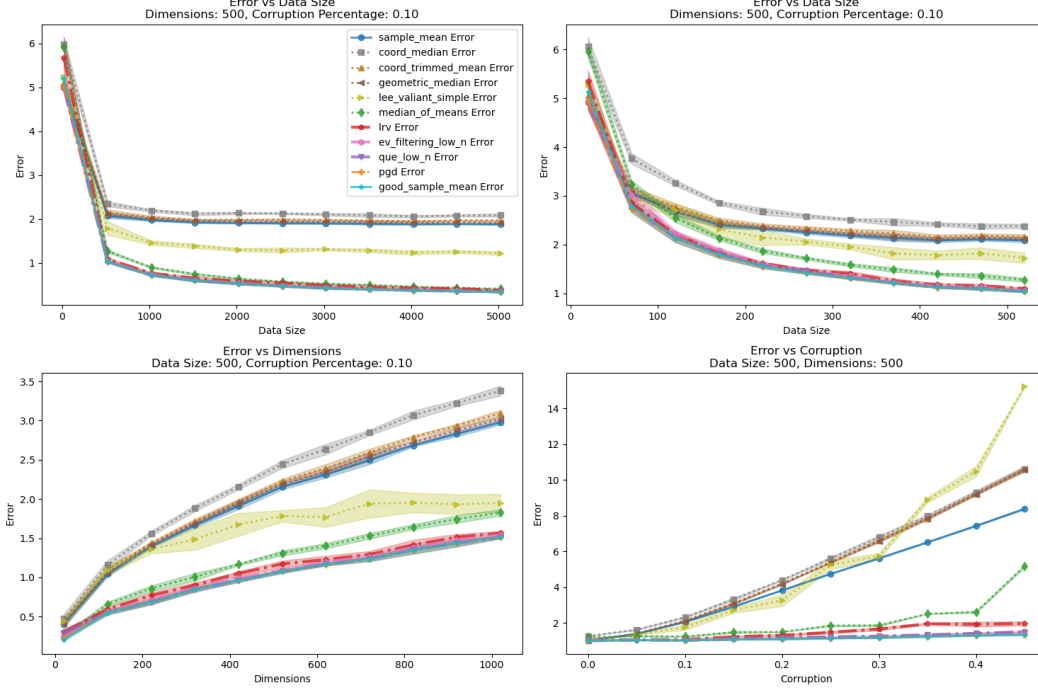 Error vs Data Size
Dimensions: 500, Corruption Percentage: 0.10
6
5
4
3
2
1
Error
sample_mean Error
coord_median Error
coord_trimmed_mean Error
geometric_median Error
lee_valiant_simple Error
median_of_means Error
lrv Error
ev_filtering_low_n Error
que_low_n Error
pgd Error
good_sample_mean Error
0 1000 2000 3000 4000 5000
Data Size
Error vs Data Size
Dimensions: 500, Corruption Percentage: 0.10
6
5
4
3
2
1
Error
0 100 200 300 400 500
Data Size
Error vs Dimensions
Data Size: 500, Corruption Percentage: 0.10
3.5
3.0
2.5
2.0
1.5
1.0
0.5
Error
0 200 400 600 800 1000
Dimensions
Error vs Corruption
Data Size: 500, Dimensions: 500
14
12
10
8
6
4
2
Error
0.0 0.1 0.2 0.3 0.4
Corruption